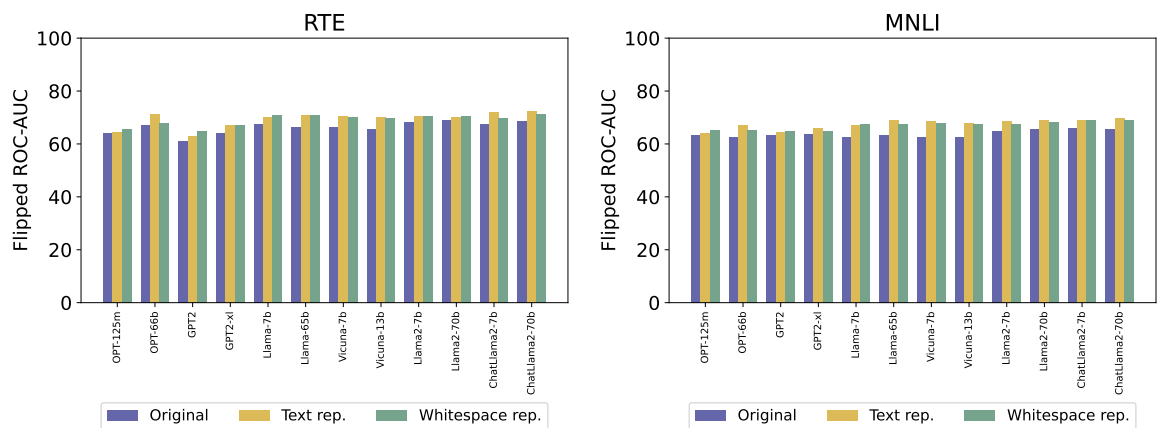 RTE
Flipped ROC-AUC
100
80
60
40
20
0
OPT-125m
OPT-66b
GPT2
GPT2-xl
Llama-7b
Llama-65b
Vicuna-7b
Vicuna-13b
Llama2-7b
Llama2-70b
ChatLlama2-7b
ChatLlama2-70b
Original Text rep. Whitespace rep.
MNLI
Flipped ROC-AUC
100
80
60
40
20
0
OPT-125m
OPT-66b
GPT2
GPT2-xl
Llama-7b
Llama-65b
Vicuna-7b
Vicuna-13b
Llama2-7b
Llama2-70b
ChatLlama2-7b
ChatLlama2-70b
Original Text rep. Whitespace rep.